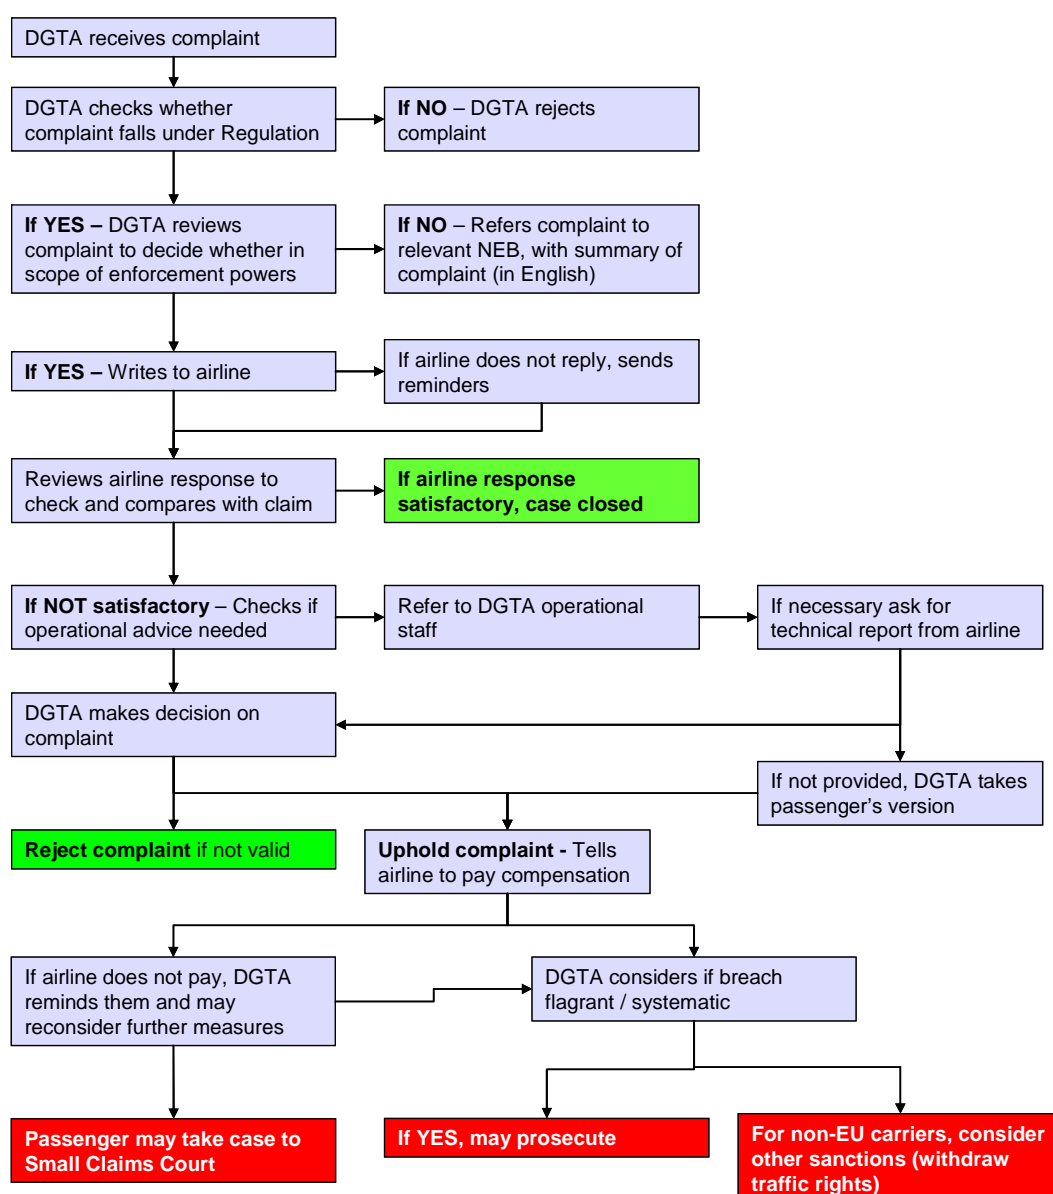 DGTA receives complaint
DGTA checks whether
complaint falls under Regulation
If NO – DGTA rejects
complaint
If YES – DGTA reviews
complaint to decide whether in
scope of enforcement powers
If NO – Refers complaint to
relevant NEB, with summary of
complaint (in English)
If YES – Writes to airline
If airline does not reply, sends
reminders
Reviews airline response to
check and compares with claim
If airline response
satisfactory, case closed
If NOT satisfactory – Checks if
operational advice needed
Refer to DGTA operational
staff
If necessary ask for
technical report from airline
DGTA makes decision on
complaint
If not provided, DGTA takes
passenger’s version
Reject complaint if not valid
Uphold complaint - Tells
airline to pay compensation
If airline does not pay, DGTA
reminds them and may
reconsider further measures
DGTA considers if breach
flagrant / systematic
Passenger may take case to
Small Claims Court
If YES, may prosecute
For non-EU carriers, consider
other sanctions (withdraw
traffic rights)